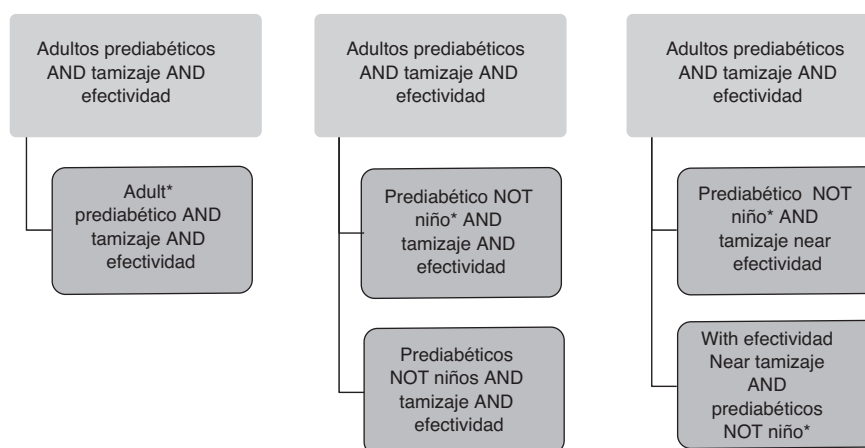 Adultos prediabéticos
AND tamizaje AND
efectividad
Adult*
prediabético AND
tamizaje AND
efectividad
Adultos prediabéticos
AND tamizaje AND
efectividad
Prediabético NOT
niño* AND
tamizaje AND
efectividad
Prediabéticos
NOT niños AND
tamizaje AND
efectividad
Adultos prediabéticos
AND tamizaje AND
efectividad
Prediabético NOT
niño* AND
tamizaje near
efectividad
With efectividad
Near tamizaje
AND
prediabéticos
NOT niño*